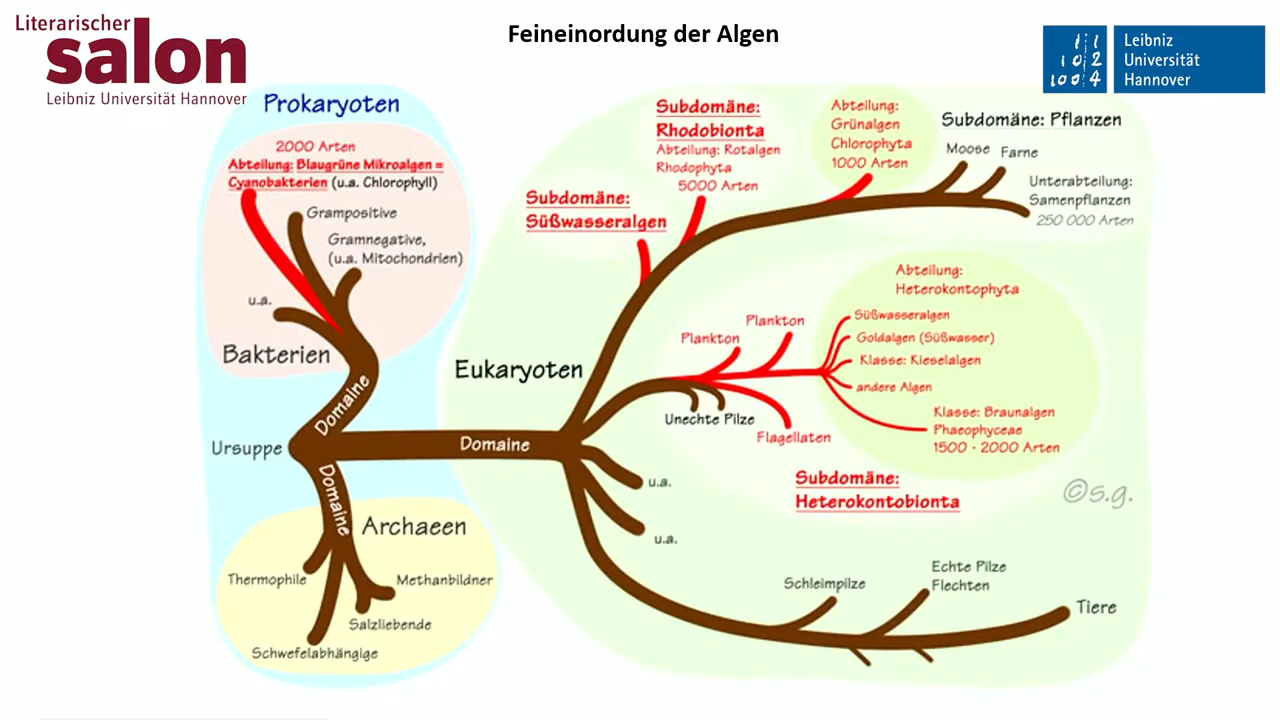 Literarischer
salon
Leibniz Universität Hannover
Feineinordung der Algen
Leibniz
Universität
Hannover
Prokaryoten
2000 Arten
Abteilung: Blaugrüne Mikroalgen =
Cyanobakterien (u.a. Chlorophyll)
Grampositive
Gramnegative,
(u.a. Mitochondrien)
u.a.
Bakterien
Domaine
Ursuppe
Domaine
Domaine
Archaeen
Thermophile
Methanbildner
Salzliebende
Schwefelabhängige
Eukaryoten
Subdomäne:
Süßwasseralgen
Subdomäne:
Rhodobionta
Abteilung: Rotalgen
Rhodophyta
5000 Arten
Abteilung:
Grünalgen
Chlorophyta
1000 Arten
Subdomäne: Pflanzen
Moose
Farne
Unterabteilung:
Samenpflanzen
250 000 Arten
Abteilung:
Heterokontophyta
Plankton
Plankton
Süßwasseralgen
Goldalgen (Süßwasser)
Klasse: Kieselalgen
andere Algen
Klasse: Braunalgen
Phaeophyceae
1500 - 2000 Arten
Unechte Pilze
Flagellaten
Subdomäne:
Heterokontobionta
©s.g.
u.a.
u.a.
Schleimpilze
Echte Pilze
Flechten
Tiere